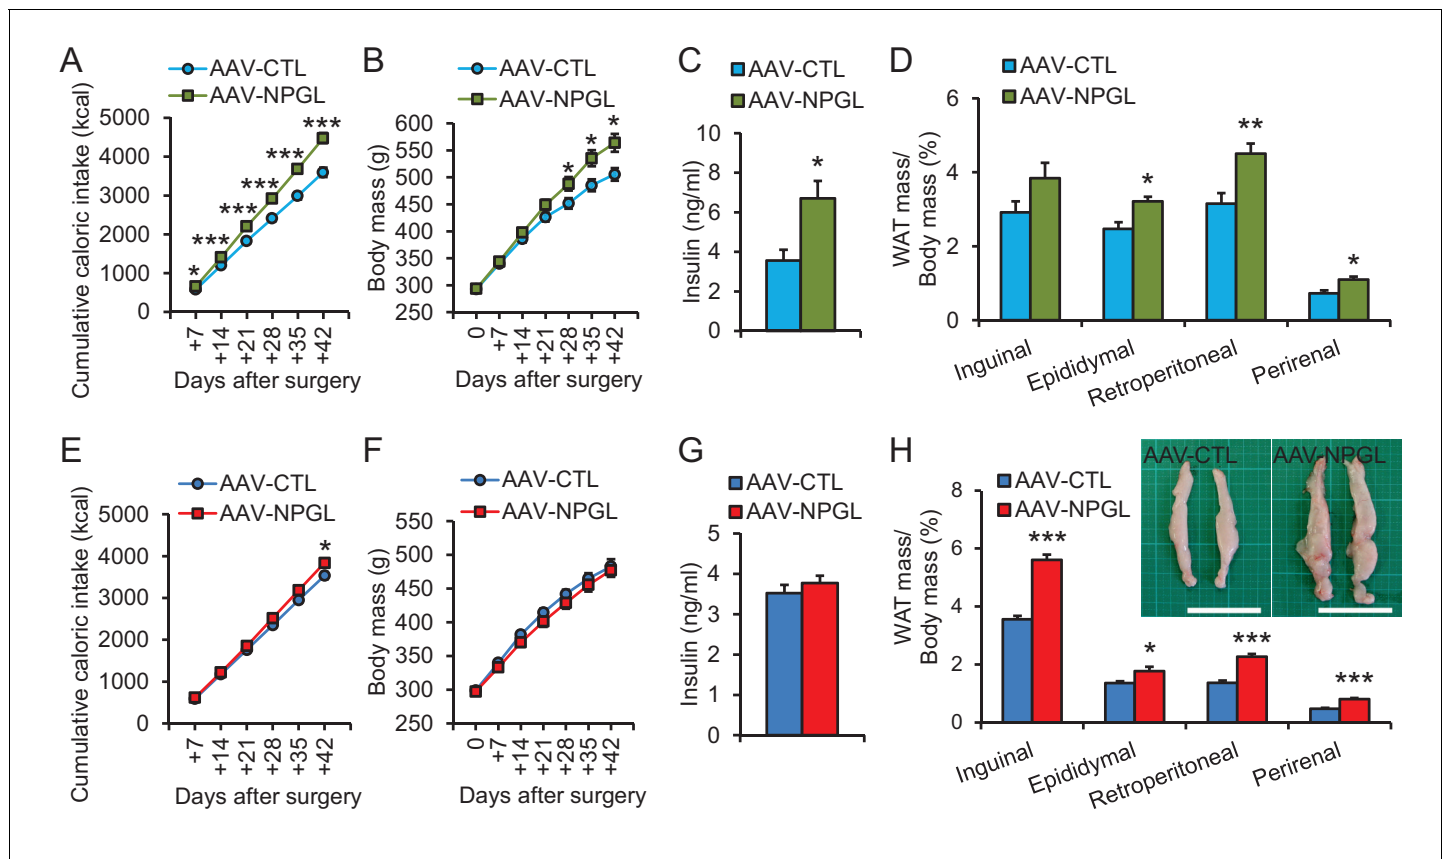 A
AAV-CTL
AAV-NPGL
Cumulative caloric intake (kcal)
5000
4000
3000
2000
1000
0
*
***
***
***
***
***
+7
+14
+21
+28
+35
+42
Days after surgery
B
AAV-CTL
AAV-NPGL
Body mass (g)
600
550
500
450
400
350
300
250
*
*
*
0
+7
+14
+21
+28
+35
+42
Days after surgery
C
AAV-CTL
AAV-NPGL
Insulin (ng/ml)
10
8
6
4
2
0
*
D
AAV-CTL
AAV-NPGL
WAT mass/
Body mass (%)
6
4
2
0
*
**
*
Inguinal
Epididymal
Retroperitoneal
Perirenal
E
AAV-CTL
AAV-NPGL
Cumulative caloric intake (kcal)
5000
4000
3000
2000
1000
0
*
+7
+14
+21
+28
+35
+42
Days after surgery
F
AAV-CTL
AAV-NPGL
Body mass (g)
550
500
450
400
350
300
250
0
+7
+14
+21
+28
+35
+42
Days after surgery
G
AAV-CTL
AAV-NPGL
Insulin (ng/ml)
5
4
3
2
1
0
H
AAV-CTL
AAV-NPGL
WAT mass/
Body mass (%)
8
6
4
2
0
***
*
***
***
Inguinal
Epididymal
Retroperitoneal
Perirenal
AAV-CTL
AAV-NPGL